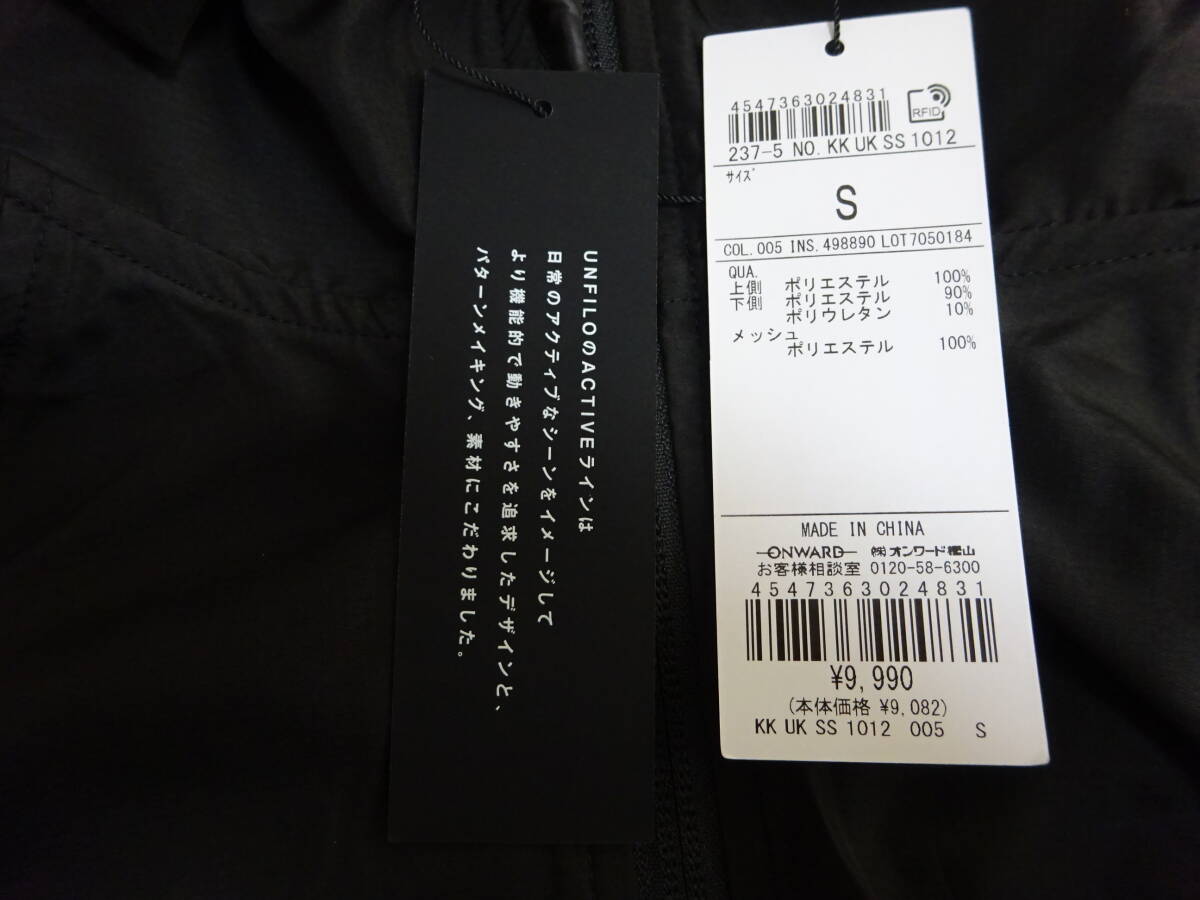 UNFILOのACTIVEラインは
日常のアクティブなシーンをイメージして
より機能的で動きやすさを追求したデザインと、
パターンメイキング、素材にこだわりました。
4547363024831
RFID
237-5 NO. KK UK SS 1012
サイズ
S
COL. 005 INS. 498890 LOT7050184
QUA.
上側 ポリエステル 100%
下側 ポリエステル 90%
ポリウレタン 10%
メッシュ
ポリエステル 100%
MADE IN CHINA
ONWARD ㈱オンワード樫山
お客様相談室 0120-58-6300
4547363024831
¥9,990
(本体価格 ¥9,082)
KK UK SS 1012 005 S